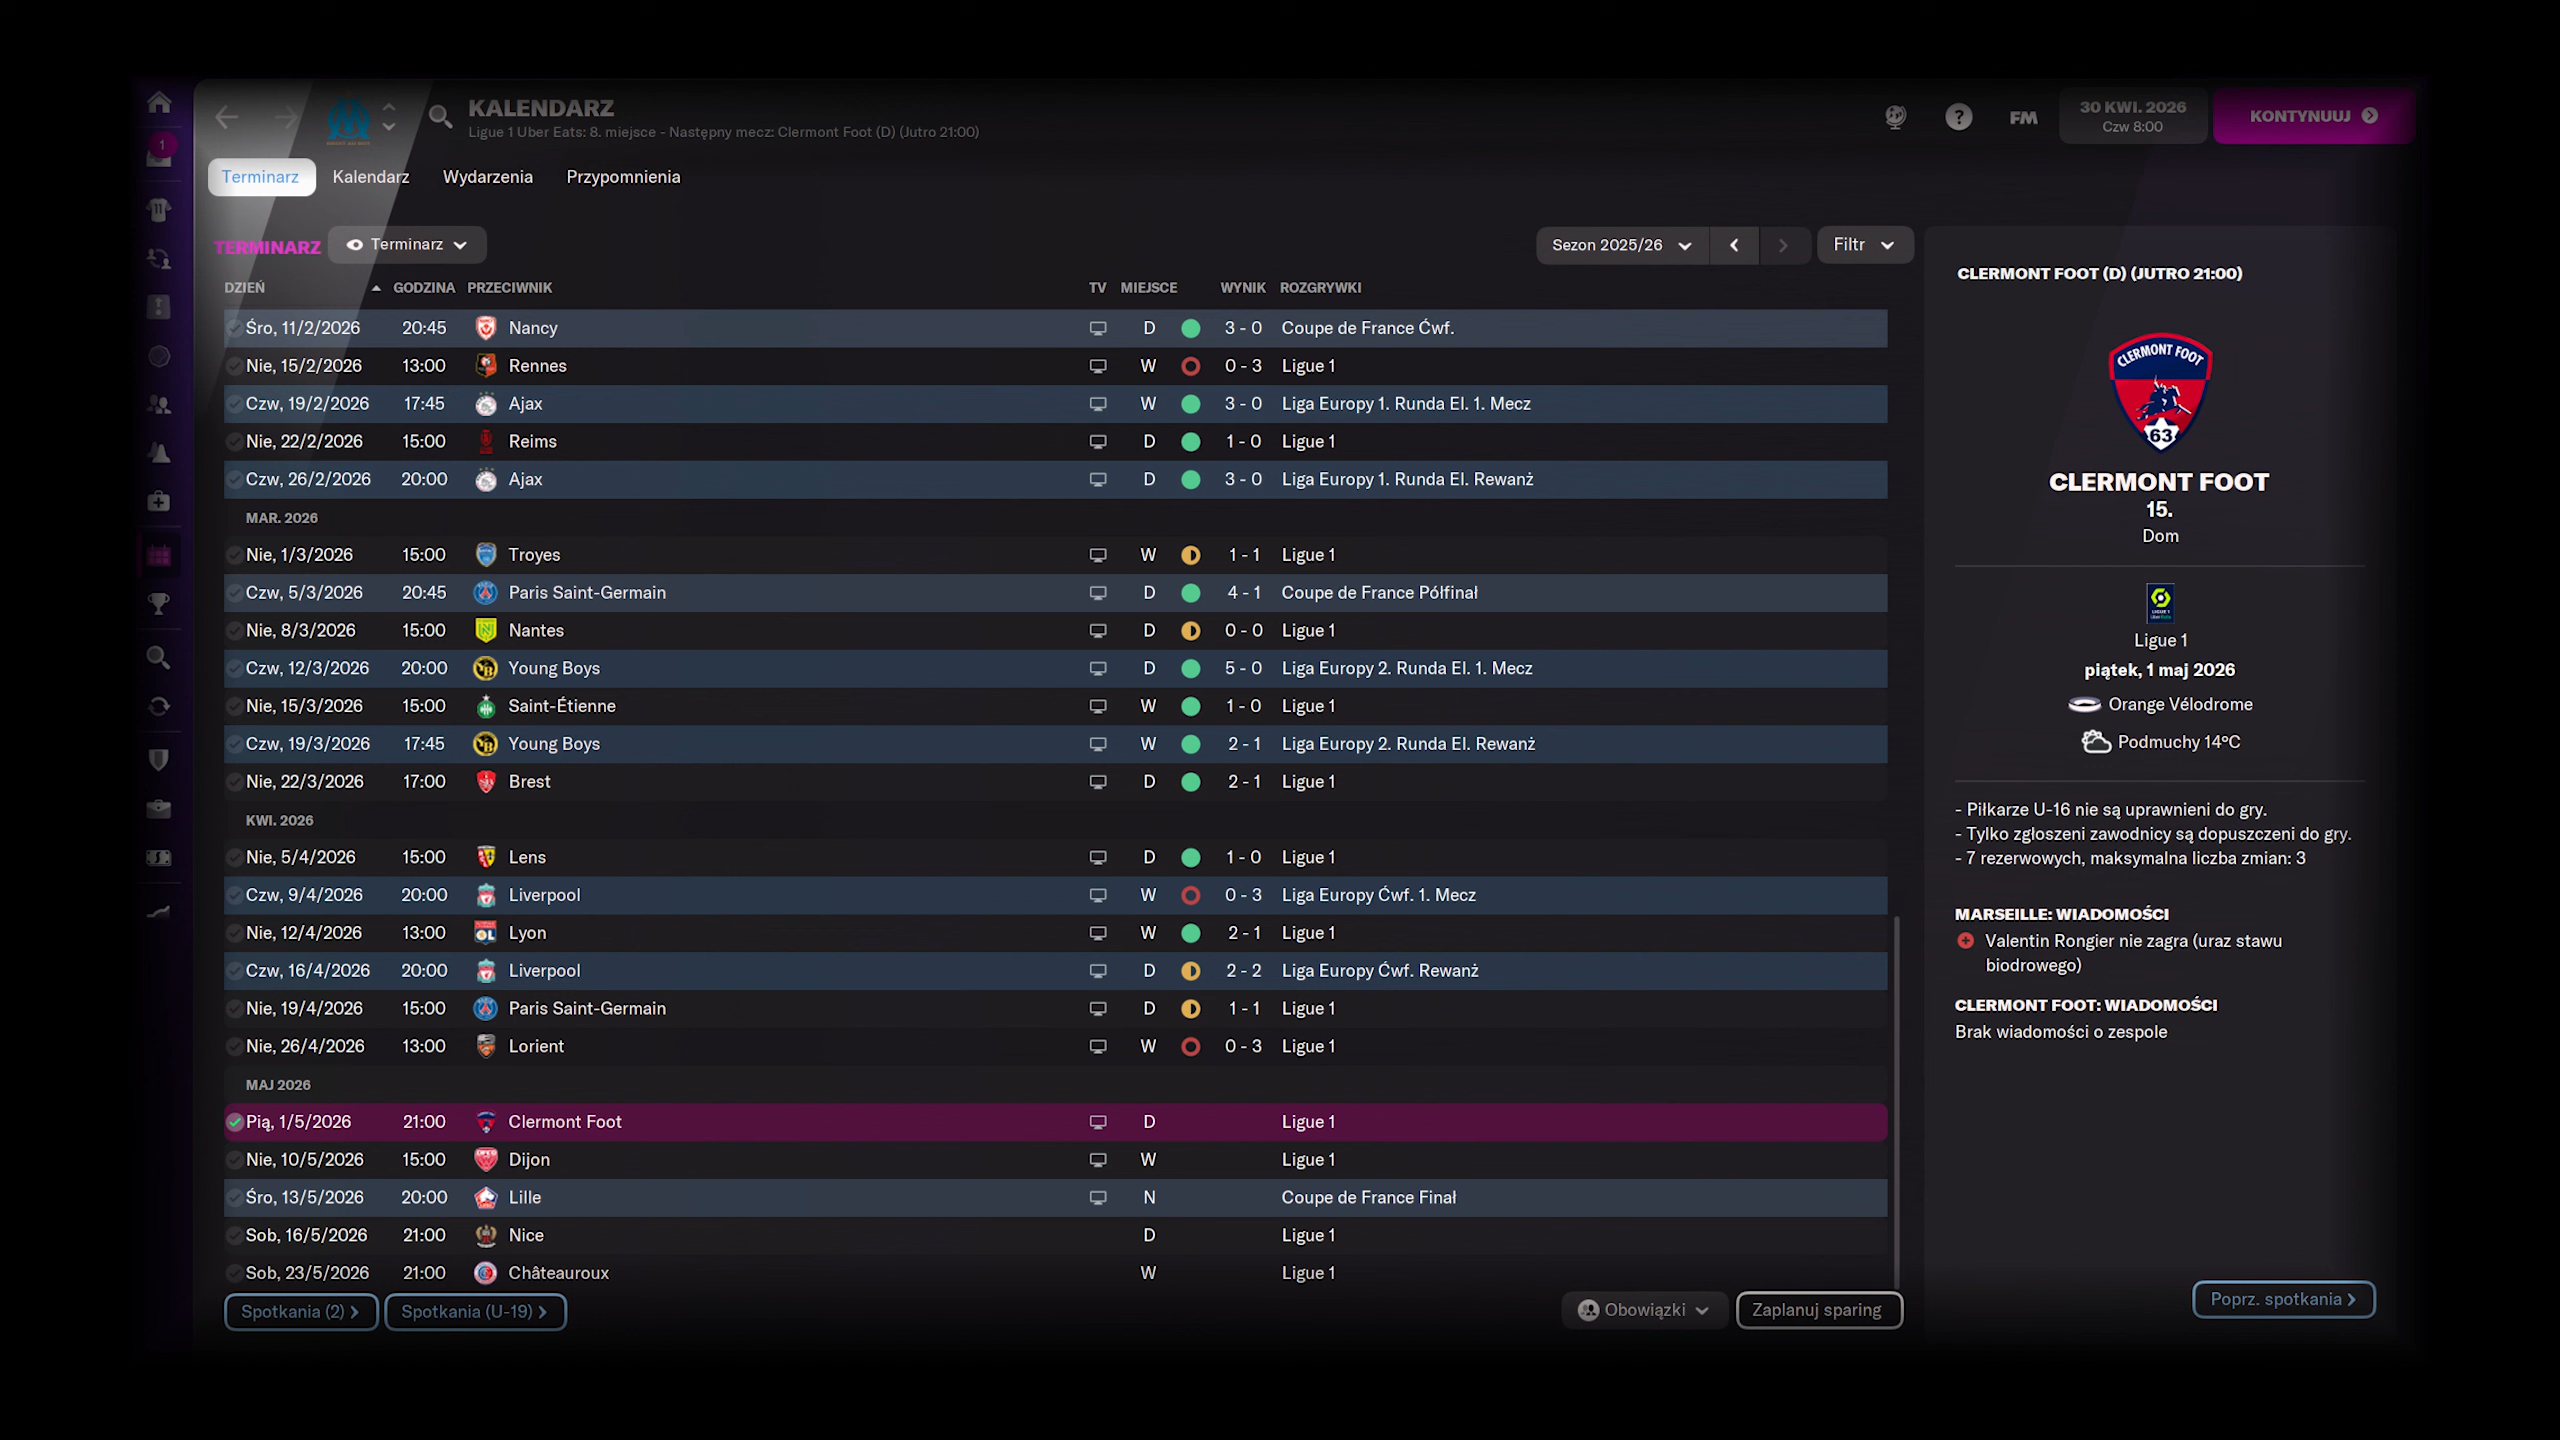 KALENDARZ
Ligue 1 Uber Eats: 8. miejsce - Następny mecz: Clermont Foot (D) (Jutro 21:00)
FM
30 KWI. 2026
Czw 8:00
KONTYNUUJ
1
Terminarz Kalendarz Wydarzenia Przypomnienia
TERMINARZ Terminarz Sezon 2025/26 Filtr
DZIEŃ GODZINA PRZECIWNIK TV MIEJSCE WYNIK ROZGRYWKI
Śro, 11/2/2026 20:45 Nancy D 3 - 0 Coupe de France Ćwf.
Nie, 15/2/2026 13:00 Rennes W 0 - 3 Ligue 1
Czw, 19/2/2026 17:45 Ajax W 3 - 0 Liga Europy 1. Runda El. 1. Mecz
Nie, 22/2/2026 15:00 Reims D 1 - 0 Ligue 1
Czw, 26/2/2026 20:00 Ajax D 3 - 0 Liga Europy 1. Runda El. Rewanż
MAR. 2026
Nie, 1/3/2026 15:00 Troyes W 1 - 1 Ligue 1
Czw, 5/3/2026 20:45 Paris Saint-Germain D 4 - 1 Coupe de France Półfinał
Nie, 8/3/2026 15:00 Nantes D 0 - 0 Ligue 1
Czw, 12/3/2026 20:00 Young Boys D 5 - 0 Liga Europy 2. Runda El. 1. Mecz
Nie, 15/3/2026 15:00 Saint-Étienne W 1 - 0 Ligue 1
Czw, 19/3/2026 17:45 Young Boys W 2 - 1 Liga Europy 2. Runda El. Rewanż
Nie, 22/3/2026 17:00 Brest D 2 - 1 Ligue 1
KWI. 2026
Nie, 5/4/2026 15:00 Lens D 1 - 0 Ligue 1
Czw, 9/4/2026 20:00 Liverpool W 0 - 3 Liga Europy Ćwf. 1. Mecz
Nie, 12/4/2026 13:00 Lyon W 2 - 1 Ligue 1
Czw, 16/4/2026 20:00 Liverpool D 2 - 2 Liga Europy Ćwf. Rewanż
Nie, 19/4/2026 15:00 Paris Saint-Germain D 1 - 1 Ligue 1
Nie, 26/4/2026 13:00 Lorient W 0 - 3 Ligue 1
MAJ 2026
Pią, 1/5/2026 21:00 Clermont Foot D Ligue 1
Nie, 10/5/2026 15:00 Dijon W Ligue 1
Śro, 13/5/2026 20:00 Lille N Coupe de France Finał
Sob, 16/5/2026 21:00 Nice D Ligue 1
Sob, 23/5/2026 21:00 Châteauroux W Ligue 1
Spotkania (2) Spotkania (U-19) Obowiązki Zaplanuj sparing
CLERMONT FOOT (D) (JUTRO 21:00)
CLERMONT FOOT
63
CLERMONT FOOT
15.
Dom
Ligue 1
piątek, 1 maj 2026
Orange Vélodrome
Podmuchy 14°C
- Piłkarze U-16 nie są uprawnieni do gry.
- Tylko zgłoszeni zawodnicy są dopuszczeni do gry.
- 7 rezerwowych, maksymalna liczba zmian: 3
MARSEILLE: WIADOMOŚCI
Valentin Rongier nie zagra (uraz stawu
biodrowego)
CLERMONT FOOT: WIADOMOŚCI
Brak wiadomości o zespole
Poprz. spotkania